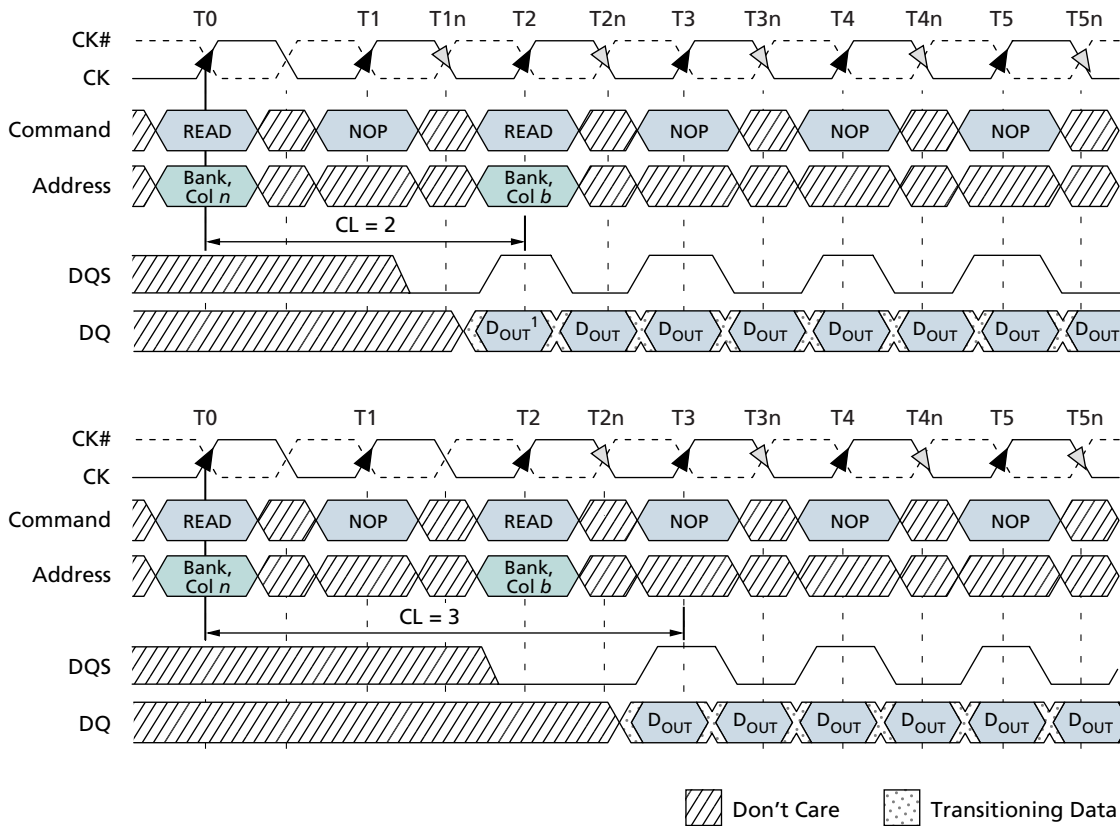 T0 T1 T1n T2 T2n T3 T3n T4 T4n T5 T5n
CK#
CK
Command READ NOP READ NOP NOP NOP
Address Bank, Col n Bank, Col b
CL = 2
DQS
DQ DOUT¹ DOUT DOUT DOUT DOUT DOUT DOUT DOUT
T0 T1 T2 T2n T3 T3n T4 T4n T5 T5n
CK#
CK
Command READ NOP READ NOP NOP NOP
Address Bank, Col n Bank, Col b
CL = 3
DQS
DQ DOUT DOUT DOUT DOUT DOUT DOUT
Don't Care Transitioning Data